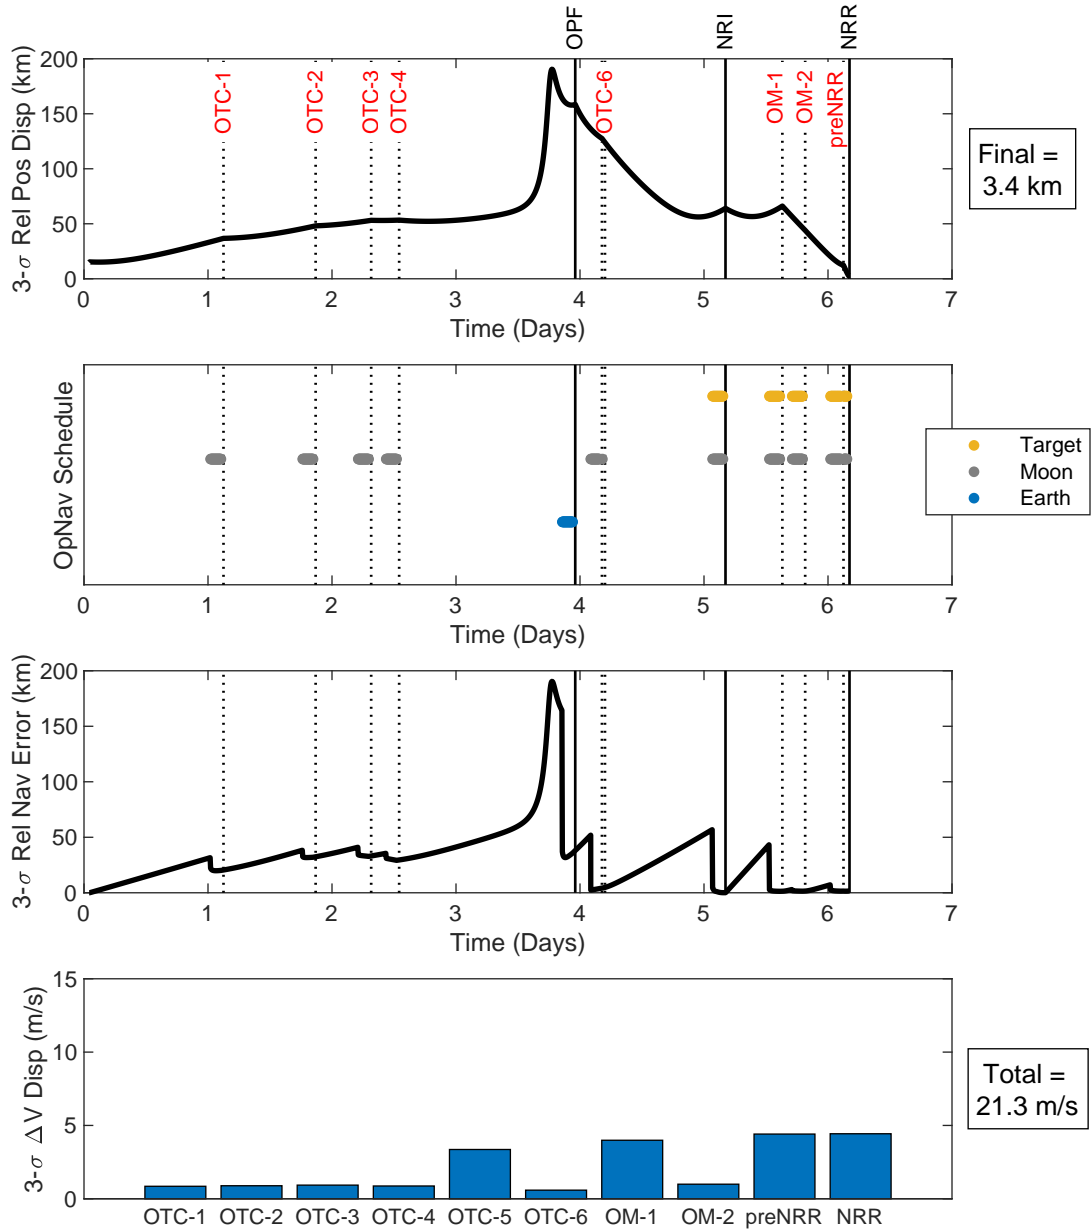 OPF
NRI
NRR
3-σ Rel Pos Disp (km)
200
150
100
50
0
OTC-1
OTC-2
OTC-3
OTC-4
OTC-6
OM-1
OM-2
preNRR
0 1 2 3 4 5 6 7
Time (Days)
Final =
3.4 km
OpNav Schedule
0 1 2 3 4 5 6 7
Time (Days)
Target
Moon
Earth
3-σ Rel Nav Error (km)
200
150
100
50
0
0 1 2 3 4 5 6 7
Time (Days)
3-σ ΔV Disp (m/s)
15
10
5
0
OTC-1 OTC-2 OTC-3 OTC-4 OTC-5 OTC-6 OM-1 OM-2 preNRR NRR
Total =
21.3 m/s